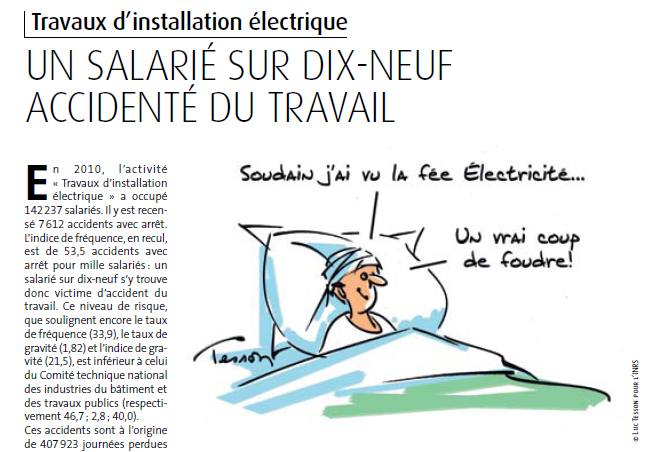 Travaux d’installation électrique
UN SALARIÉ SUR DIX-NEUF
ACCIDENTÉ DU TRAVAIL
En 2010, l’activité
« Travaux d’installation
électrique » a occupé
142 237 salariés. Il y est recen-
sé 7 612 accidents avec arrêt.
L’indice de fréquence, en recul,
est de 53,5 accidents avec
arrêt pour mille salariés : un
salarié sur dix-neuf s’y trouve
donc victime d’accident du
travail. Ce niveau de risque,
que soulignent encore le taux
de fréquence (33,9), le taux de
gravité (1,82) et l’indice de gra-
vité (21,5), est inférieur à celui
du Comité technique national
des industries du bâtiment et
des travaux publics (respecti-
vement 46,7 ; 2,8 ; 40,0).
Ces accidents sont à l’origine
de 407 923 journées perdues
Soudain j’ai vu la fée Électricité...
Un vrai coup
de foudre!
Tesson
© Luc Tesson pour l’INRS